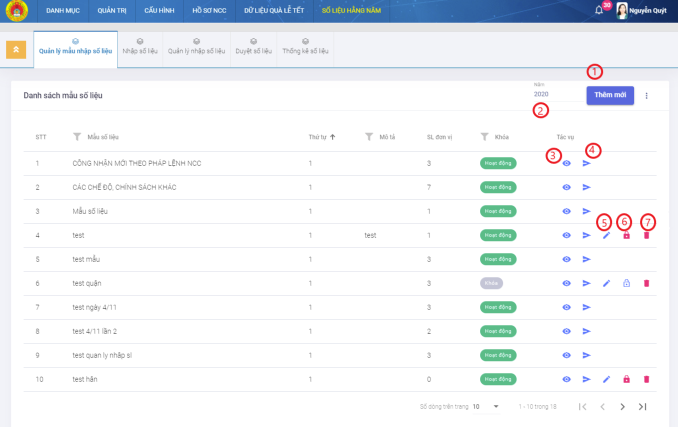 DANH MỤC QUẢN TRỊ CẤU HÌNH HỒ SƠ NCC DỮ LIỆU QUÀ LỄ TẾT SỐ LIỆU HẰNG NĂM 30 Nguyễn Quýt
Quản lý mẫu nhập số liệu Nhập số liệu Quản lý nhập số liệu Duyệt số liệu Thống kê số liệu
1
Danh sách mẫu số liệu Năm 2020 Thêm mới
2
STT Mẫu số liệu Thứ tự Mô tả SL đơn vị Khóa Tác vụ
3 4
1 CÔNG NHẬN MỚI THEO PHÁP LỆNH NCC 1 3 Hoạt động
2 CÁC CHẾ ĐỘ, CHÍNH SÁCH KHÁC 1 7 Hoạt động
3 Mẫu số liệu 1 1 Hoạt động
5 6 7
4 test 1 test 1 Hoạt động
5 test mẫu 1 3 Hoạt động
6 test quân 1 3 Khóa
7 test ngày 4/11 1 3 Hoạt động
8 test 4/11 lần 2 1 2 Hoạt động
9 test quan ly nhập sl 1 3 Hoạt động
10 test hân 1 0 Hoạt động
Số dòng trên trang 10 1 - 10 trong 18